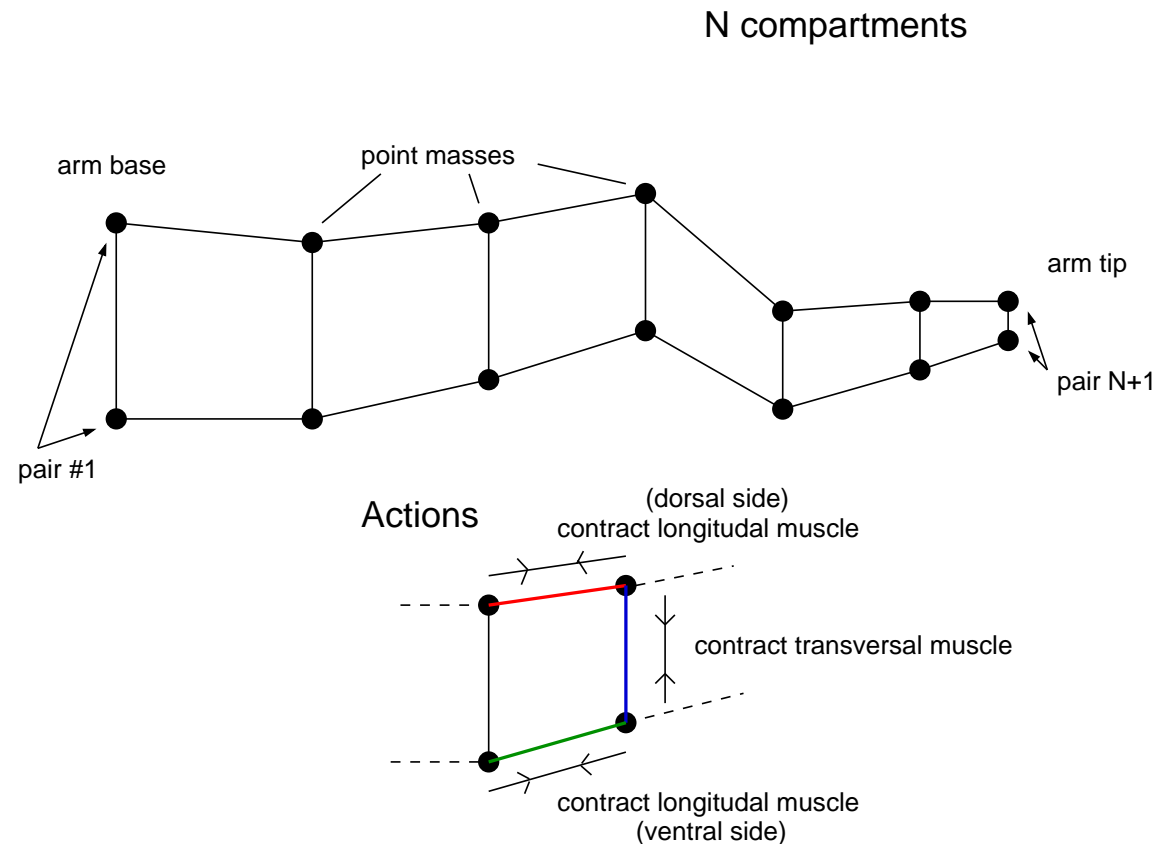 N compartments
point masses
arm base
arm tip
pair N+1
pair #1
Actions
(dorsal side)
contract longitudal muscle
contract transversal muscle
contract longitudal muscle
(ventral side)